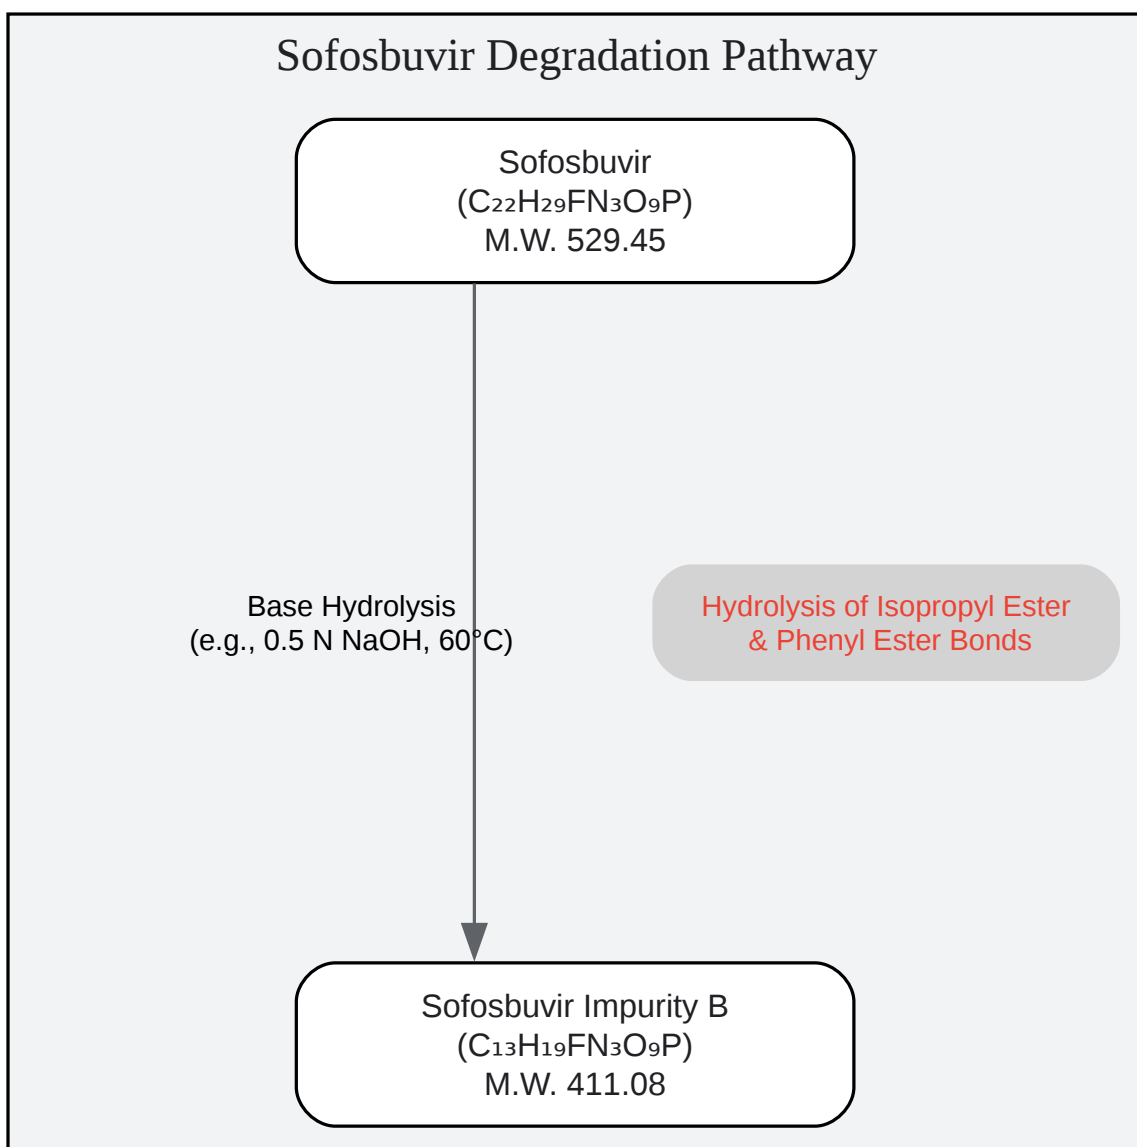 Sofosbuvir Degradation Pathway
Sofosbuvir
(C₂₂H₂₉FN₃O₉P)
M.W. 529.45
Base Hydrolysis
(e.g., 0.5 N NaOH, 60°C)
Hydrolysis of Isopropyl Ester
& Phenyl Ester Bonds
Sofosbuvir Impurity B
(C₁₃H₁₉FN₃O₉P)
M.W. 411.08